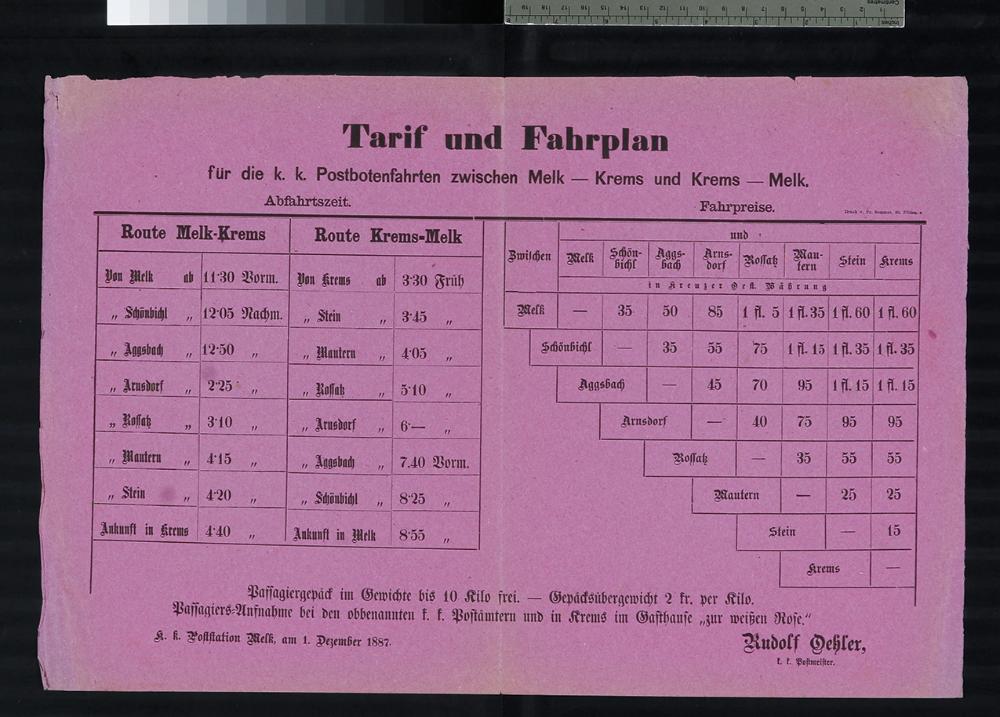 Tarif und Fahrplan
für die k. k. Postbotenfahrten zwischen Melk — Krems und Krems — Melk.
Abfahrtszeit.
Route Melk-Krems Route Krems-Melk
Von Melk ab 11·30 Vorm. Von Krems ab 3·30 Früh
„ Schönbichl „ 12·05 Nachm. „ Stein „ 3·45 „
„ Aggsbach „ 12·50 „ „ Mautern „ 4·05 „
„ Arnsdorf „ 2·25 „ „ Rossatz „ 5·10 „
„ Rossatz „ 3·10 „ „ Arnsdorf „ 6·— „
„ Mautern „ 4·15 „ „ Aggsbach „ 7.40 Vorm.
„ Stein „ 4·20 „ „ Schönbichl „ 8·25 „
Ankunft in Krems 4·40 „ Ankunft in Melk 8·55 „
Fahrpreise.
Zwischen und
Melk Schön-bichl Aggs-bach Arns-dorf Rossatz Mau-tern Stein Krems
in Kreuzer Oest. Währung
Melk — 35 50 85 1 fl. 5 1 fl. 35 1 fl. 60 1 fl. 60
Schönbichl — 35 55 75 1 fl. 15 1 fl. 35 1 fl. 35
Aggsbach — 45 70 95 1 fl. 15 1 fl. 15
Arnsdorf — 40 75 95 95
Rossatz — 35 55 55
Mautern — 25 25
Stein — 15
Krems —
Passagiergepäck im Gewichte bis 10 Kilo frei. — Gepäcksübergewicht 2 kr. per Kilo.
Passagiers-Aufnahme bei den obbenannten k. k. Postämtern und in Krems im Gasthause „zur weißen Rose."
K. k. Poststation Melk, am 1. Dezember 1887.
Rudolf Oehler,
k. k. Postmeister.